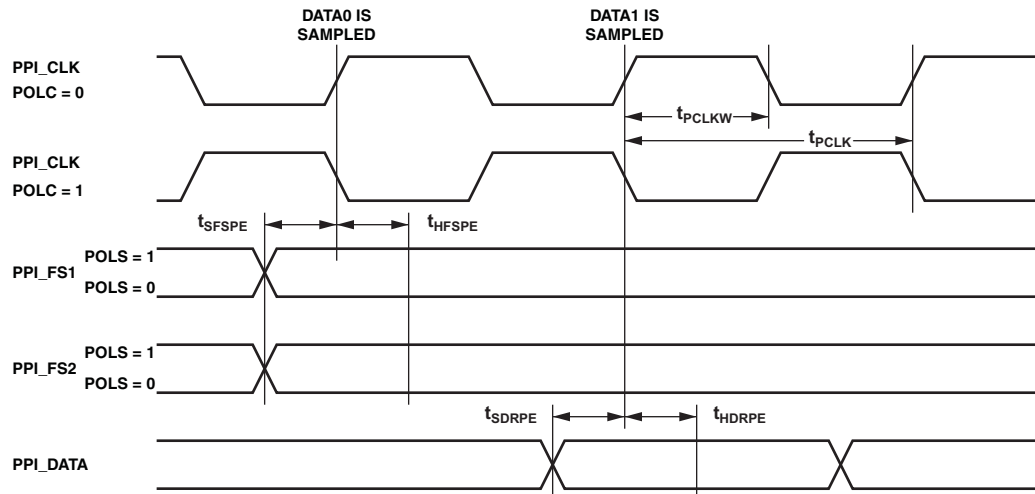 DATA0 IS
SAMPLED
DATA1 IS
SAMPLED
PPI_CLK
POLC = 0
tPCLKW
tPCLK
PPI_CLK
POLC = 1
tSFSPE
tHFSPE
POLS = 1
PPI_FS1
POLS = 0
POLS = 1
PPI_FS2
POLS = 0
tSDRPE
tHDRPE
PPI_DATA